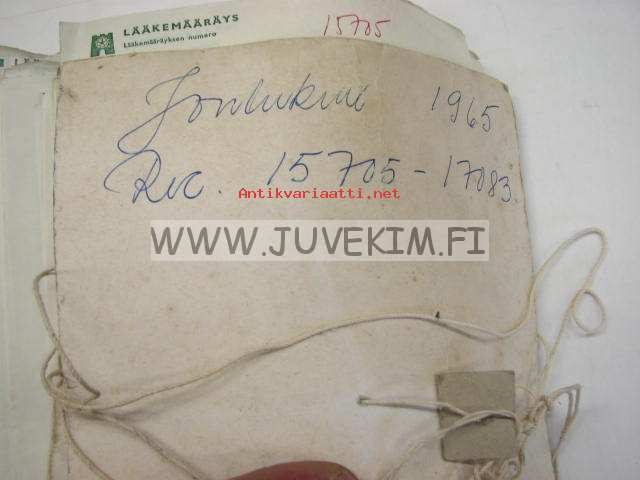 LÄÄKEMÄÄRÄYS
Lääkemääräyksen numero
15705
Joulukuu 1965
Rec. 15705-17083.
Antikvariaatti.net
WWW.JUVEKIM.FI